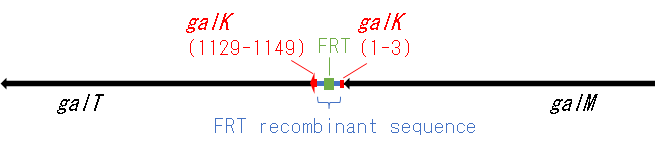 galK galK
(1129-1149) FRT (1-3)
galT galM
FRT recombinant sequence